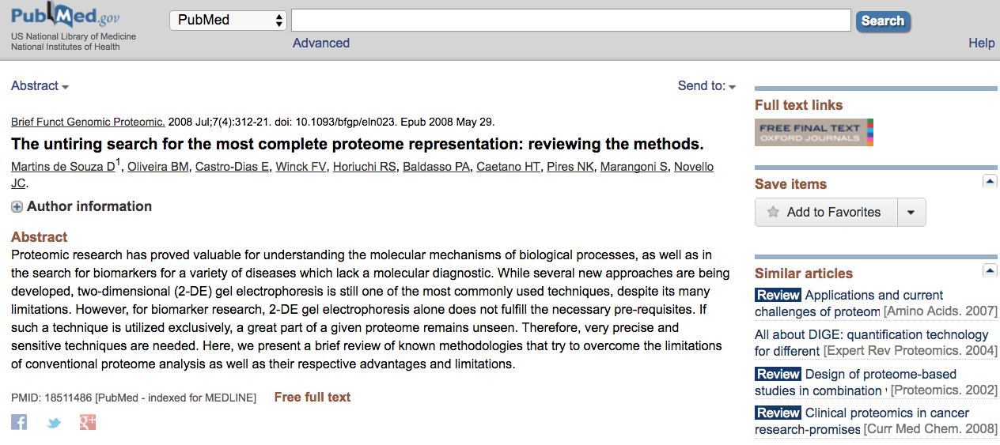 PubMed.gov
US National Library of Medicine
National Institutes of Health
PubMed
Search
Advanced
Help
Abstract
Send to:
Brief Funct Genomic Proteomic. 2008 Jul;7(4):312-21. doi: 10.1093/bfgp/eln023. Epub 2008 May 29.
The untiring search for the most complete proteome representation: reviewing the methods.
Martins de Souza D1, Oliveira BM, Castro-Dias E, Winck FV, Horiuchi RS, Baldasso PA, Caetano HT, Pires NK, Marangoni S, Novello
JC.
Author information
Abstract
Proteomic research has proved valuable for understanding the molecular mechanisms of biological processes, as well as in
the search for biomarkers for a variety of diseases which lack a molecular diagnostic. While several new approaches are being
developed, two-dimensional (2-DE) gel electrophoresis is still one of the most commonly used techniques, despite its many
limitations. However, for biomarker research, 2-DE gel electrophoresis alone does not fulfill the necessary pre-requisites. If
such a technique is utilized exclusively, a great part of a given proteome remains unseen. Therefore, very precise and
sensitive techniques are needed. Here, we present a brief review of known methodologies that try to overcome the limitations
of conventional proteome analysis as well as their respective advantages and limitations.
PMID: 18511486 [PubMed - indexed for MEDLINE] Free full text
Full text links
FREE FINAL TEXT
OXFORD JOURNALS
Save items
Add to Favorites
Similar articles
Review Applications and current
challenges of proteom [Amino Acids. 2007]
All about DIGE: quantification technology
for different [Expert Rev Proteomics. 2004]
Review Design of proteome-based
studies in combination [Proteomics. 2002]
Review Clinical proteomics in cancer
research-promises [Curr Med Chem. 2008]